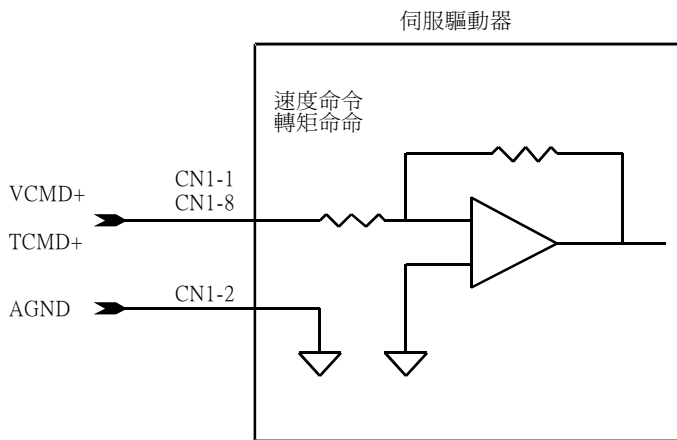 伺服驅動器
速度命令
轉矩命命
VCMD+
CN1-1
CN1-8
TCMD+
AGND
CN1-2